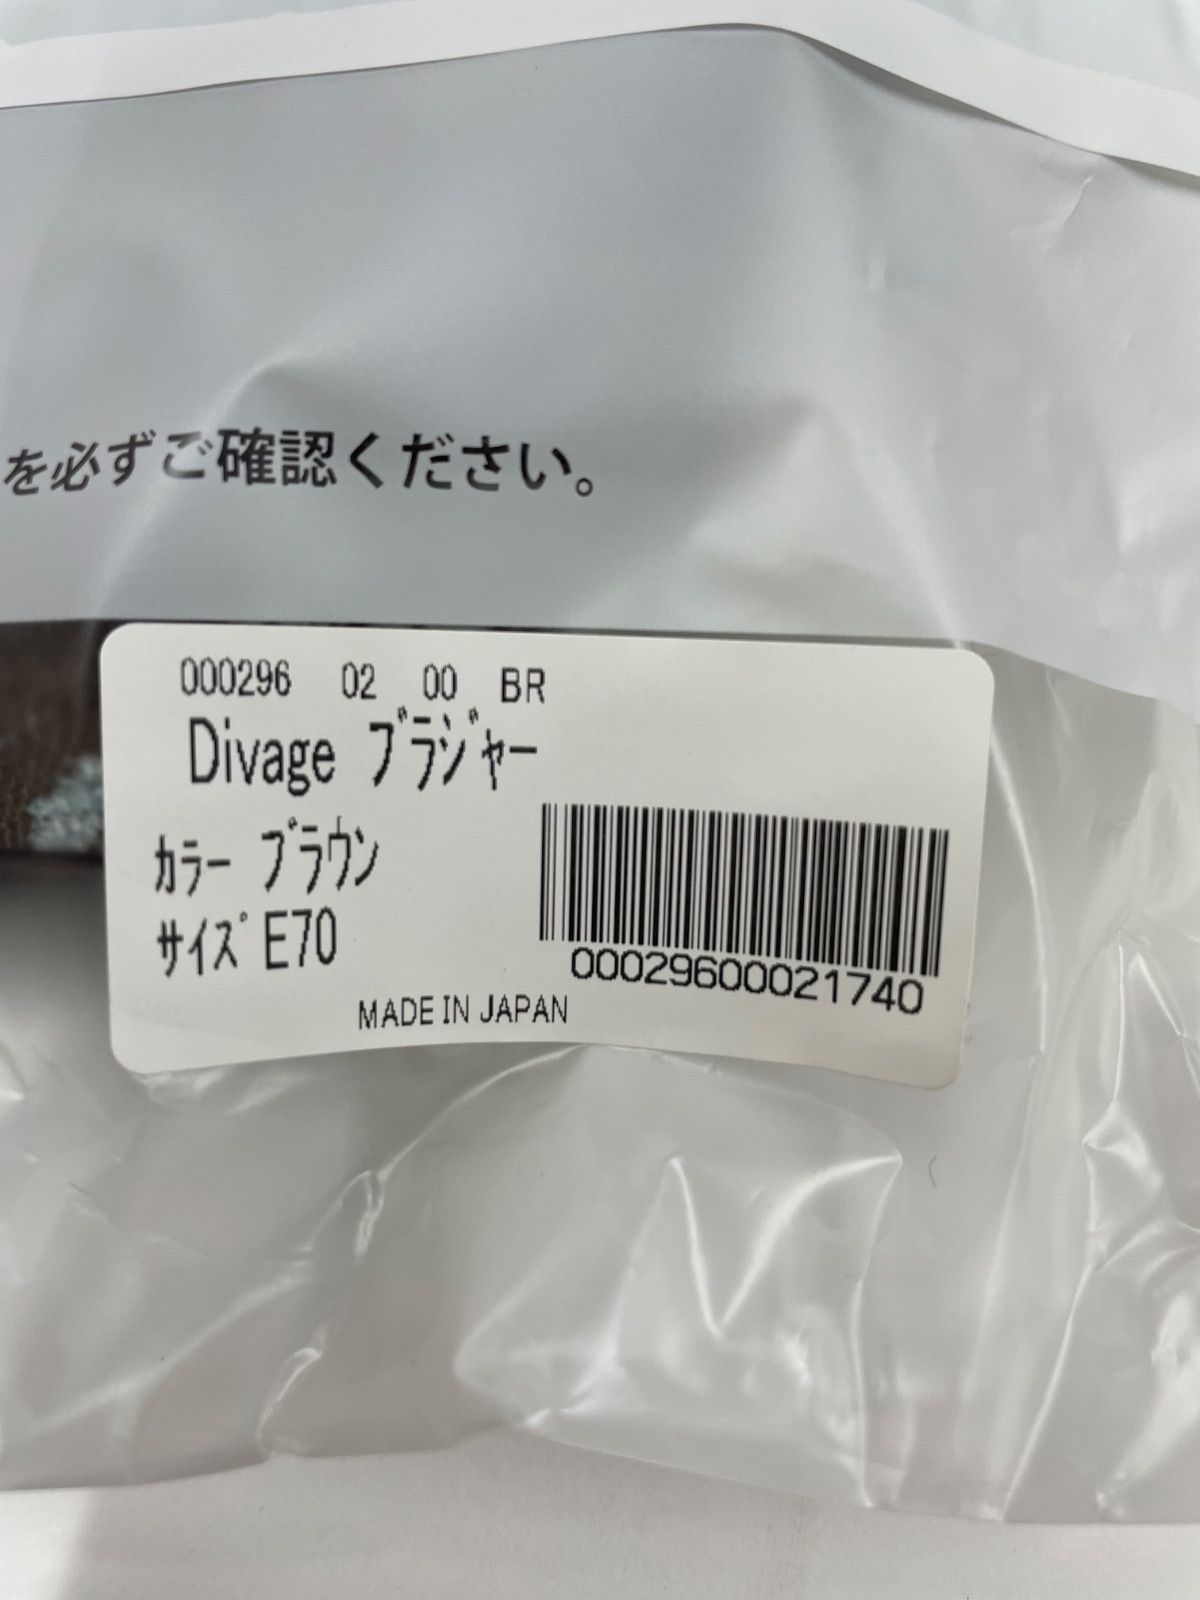 を必ずご確認ください。
000296 02 00 BR
Divage ブラジャー
カラー ブラウン
サイズ E70
00029600021740
MADE IN JAPAN